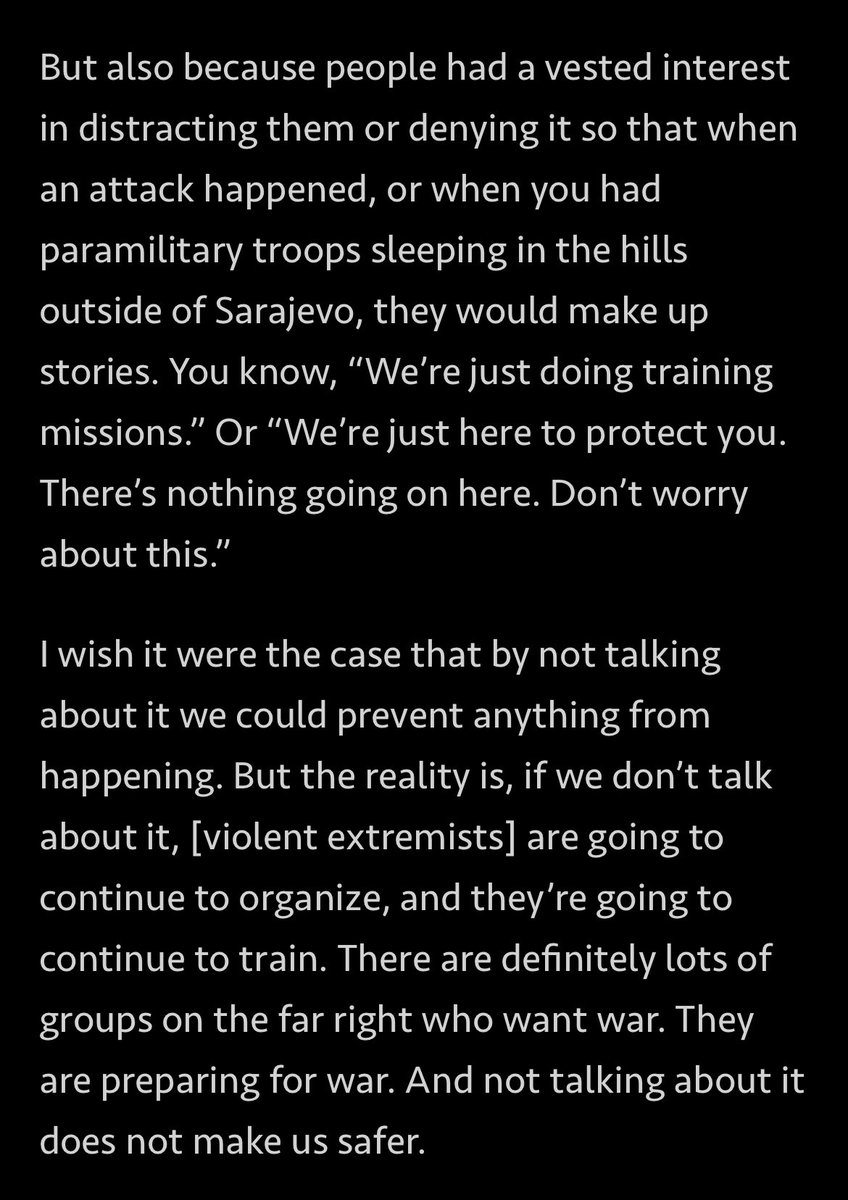 But also because people had a vested interest
in distracting them or denying it so that when
an attack happened, or when you had
paramilitary troops sleeping in the hills
outside of Sarajevo, they would make up
stories. You know, “We’re just doing training
missions.” Or “We’re just here to protect you.
There’s nothing going on here. Don’t worry
about this.”
I wish it were the case that by not talking
about it we could prevent anything from
happening. But the reality is, if we don’t talk
about it, [violent extremists] are going to
continue to organize, and they’re going to
continue to train. There are definitely lots of
groups on the far right who want war. They
are preparing for war. And not talking about it
does not make us safer.